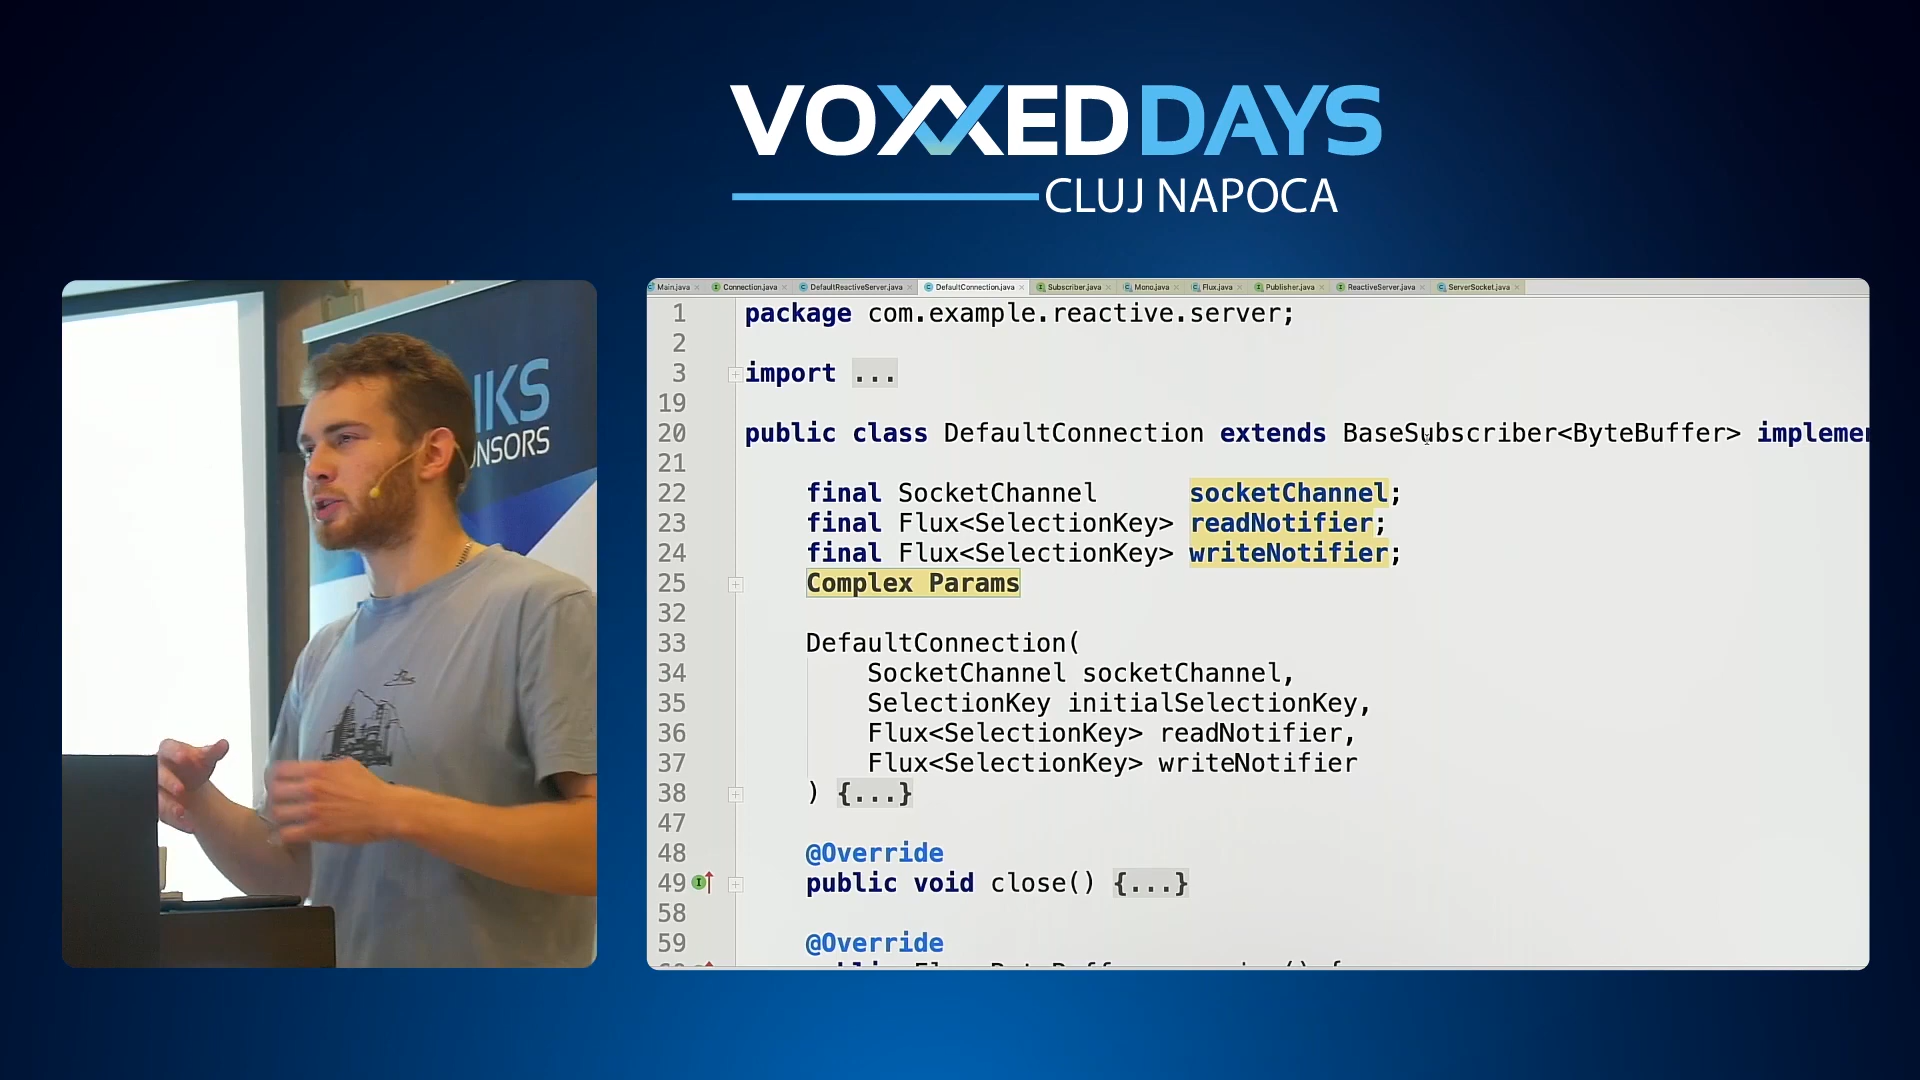 VOXXEDDAYS
CLUJ NAPOCA
NKS
NSORS
Main.java Connection.java DefaultReactiveServer.java DefaultConnection.java Subscriber.java Mono.java Flux.java Publisher.java ReactiveServer.java ServerSocket.java
1 package com.example.reactive.server;
2
3 import ...
19
20 public class DefaultConnection extends BaseSubscriber<ByteBuffer> implemen
21
22 final SocketChannel socketChannel;
23 final Flux<SelectionKey> readNotifier;
24 final Flux<SelectionKey> writeNotifier;
25 Complex Params
32
33 DefaultConnection(
34 SocketChannel socketChannel,
35 SelectionKey initialSelectionKey,
36 Flux<SelectionKey> readNotifier,
37 Flux<SelectionKey> writeNotifier
38 ) {...}
47
48 @Override
49 public void close() {...}
58
59 @Override